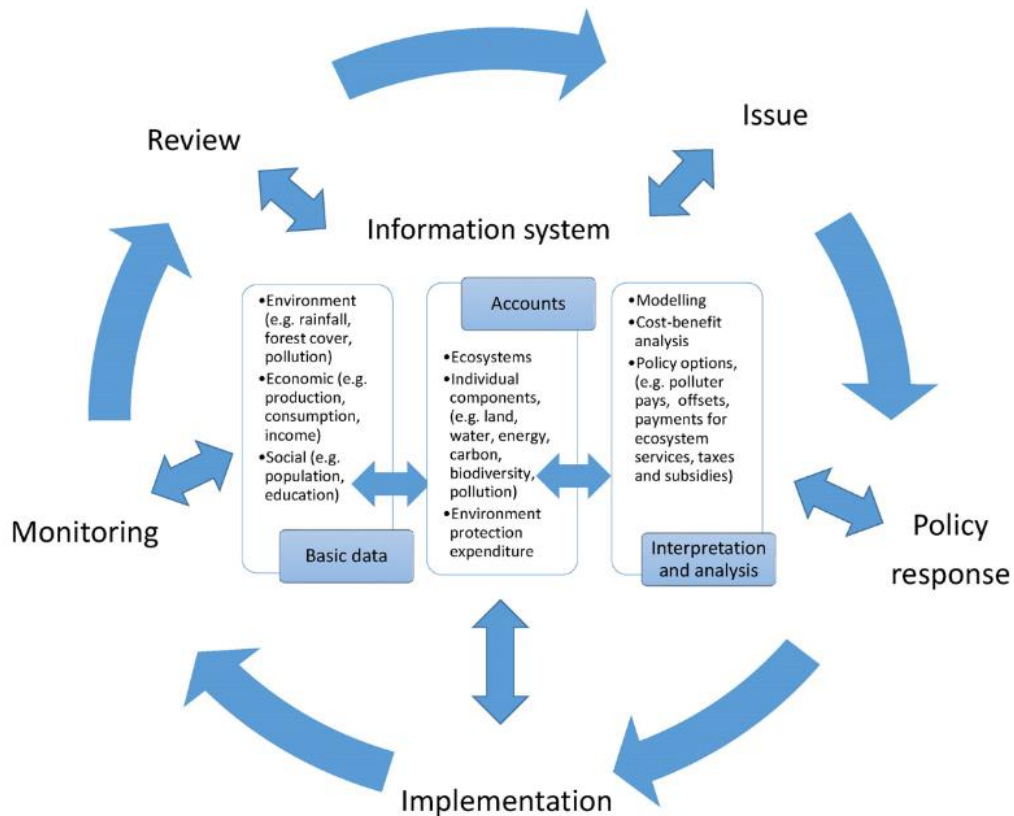 Issue
Review
Information system
•Environment
(e.g. rainfall,
forest cover,
pollution)
•Economic (e.g.
production,
consumption,
income)
•Social (e.g.
population,
education)
Basic data
Accounts
•Ecosystems
•Individual
components,
(e.g. land,
water, energy,
carbon,
biodiversity,
pollution)
•Environment
protection
expenditure
•Modelling
•Cost-benefit
analysis
•Policy options,
(e.g. polluter
pays, offsets,
payments for
ecosystem
services, taxes
and subsidies)
Interpretation
and analysis
Monitoring
Policy
response
Implementation